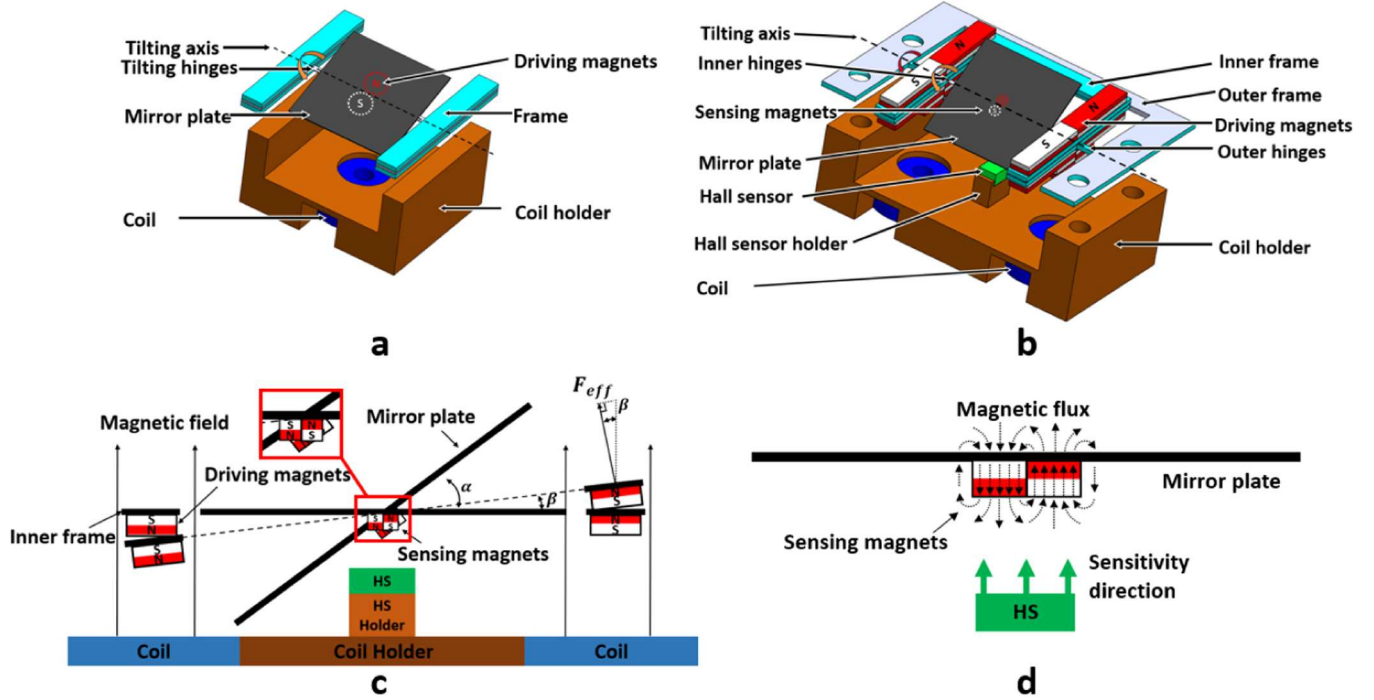 Tilting axis
Tilting hinges
Mirror plate
Coil
Driving magnets
Frame
Coil holder
S
a
Tilting axis
Inner hinges
Sensing magnets
Mirror plate
Hall sensor
Hall sensor holder
Coil
Inner frame
Outer frame
Driving magnets
Outer hinges
Coil holder
N
S
S
N
S
b
Magnetic field
Driving magnets
Inner frame
S
N
S
N
S N
N S
Mirror plate
α
β
F_eff
β
S N
N S
Sensing magnets
N
S
N
S
HS
HS
Holder
Coil
Coil Holder
Coil
c
Magnetic flux
Mirror plate
Sensing magnets
Sensitivity
direction
HS
d